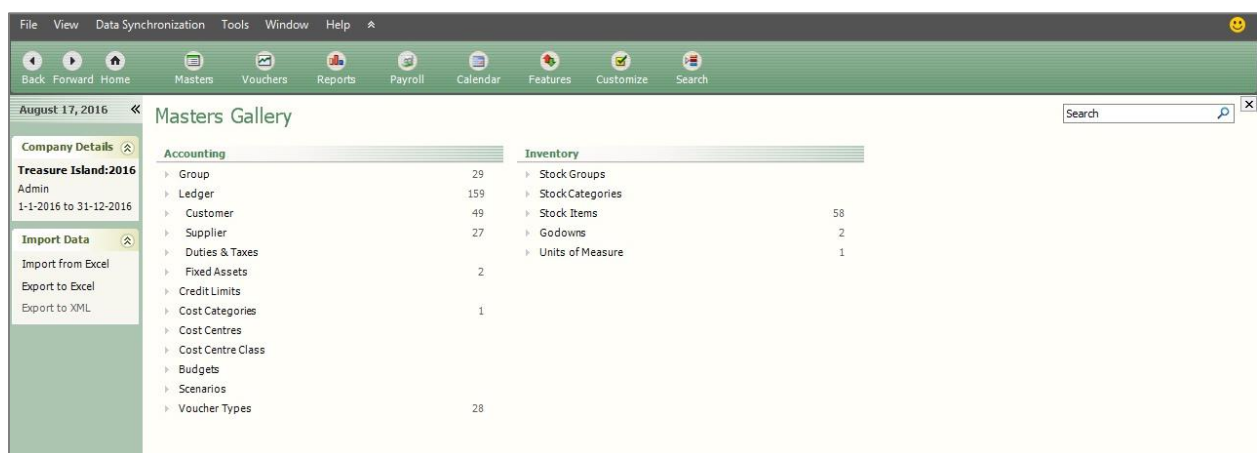 File View Data Synchronization Tools Window Help
Back Forward Home Masters Vouchers Reports Payroll Calendar Features Customize Search
August 17, 2016
Company Details
Treasure Island:2016
Admin
1-1-2016 to 31-12-2016
Import Data
Import from Excel
Export to Excel
Export to XML
Masters Gallery
Search
Accounting
Group 29
Ledger 159
Customer 49
Supplier 27
Duties & Taxes
Fixed Assets 2
Credit Limits
Cost Categories 1
Cost Centres
Cost Centre Class
Budgets
Scenarios
Voucher Types 28
Inventory
Stock Groups
Stock Categories
Stock Items 58
Godowns 2
Units of Measure 1